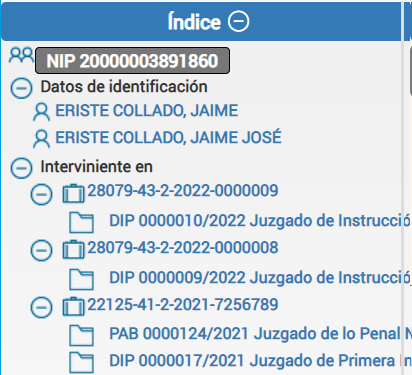 Índice
NIP 20000003891860
Datos de identificación
ERISTE COLLADO, JAIME
ERISTE COLLADO, JAIME JOSÉ
Interviniente en
28079-43-2-2022-0000009
DIP 0000010/2022 Juzgado de Instrucció
28079-43-2-2022-0000008
DIP 0000009/2022 Juzgado de Instrucció
22125-41-2-2021-7256789
PAB 0000124/2021 Juzgado de lo Penal N
DIP 0000017/2021 Juzgado de Primera In